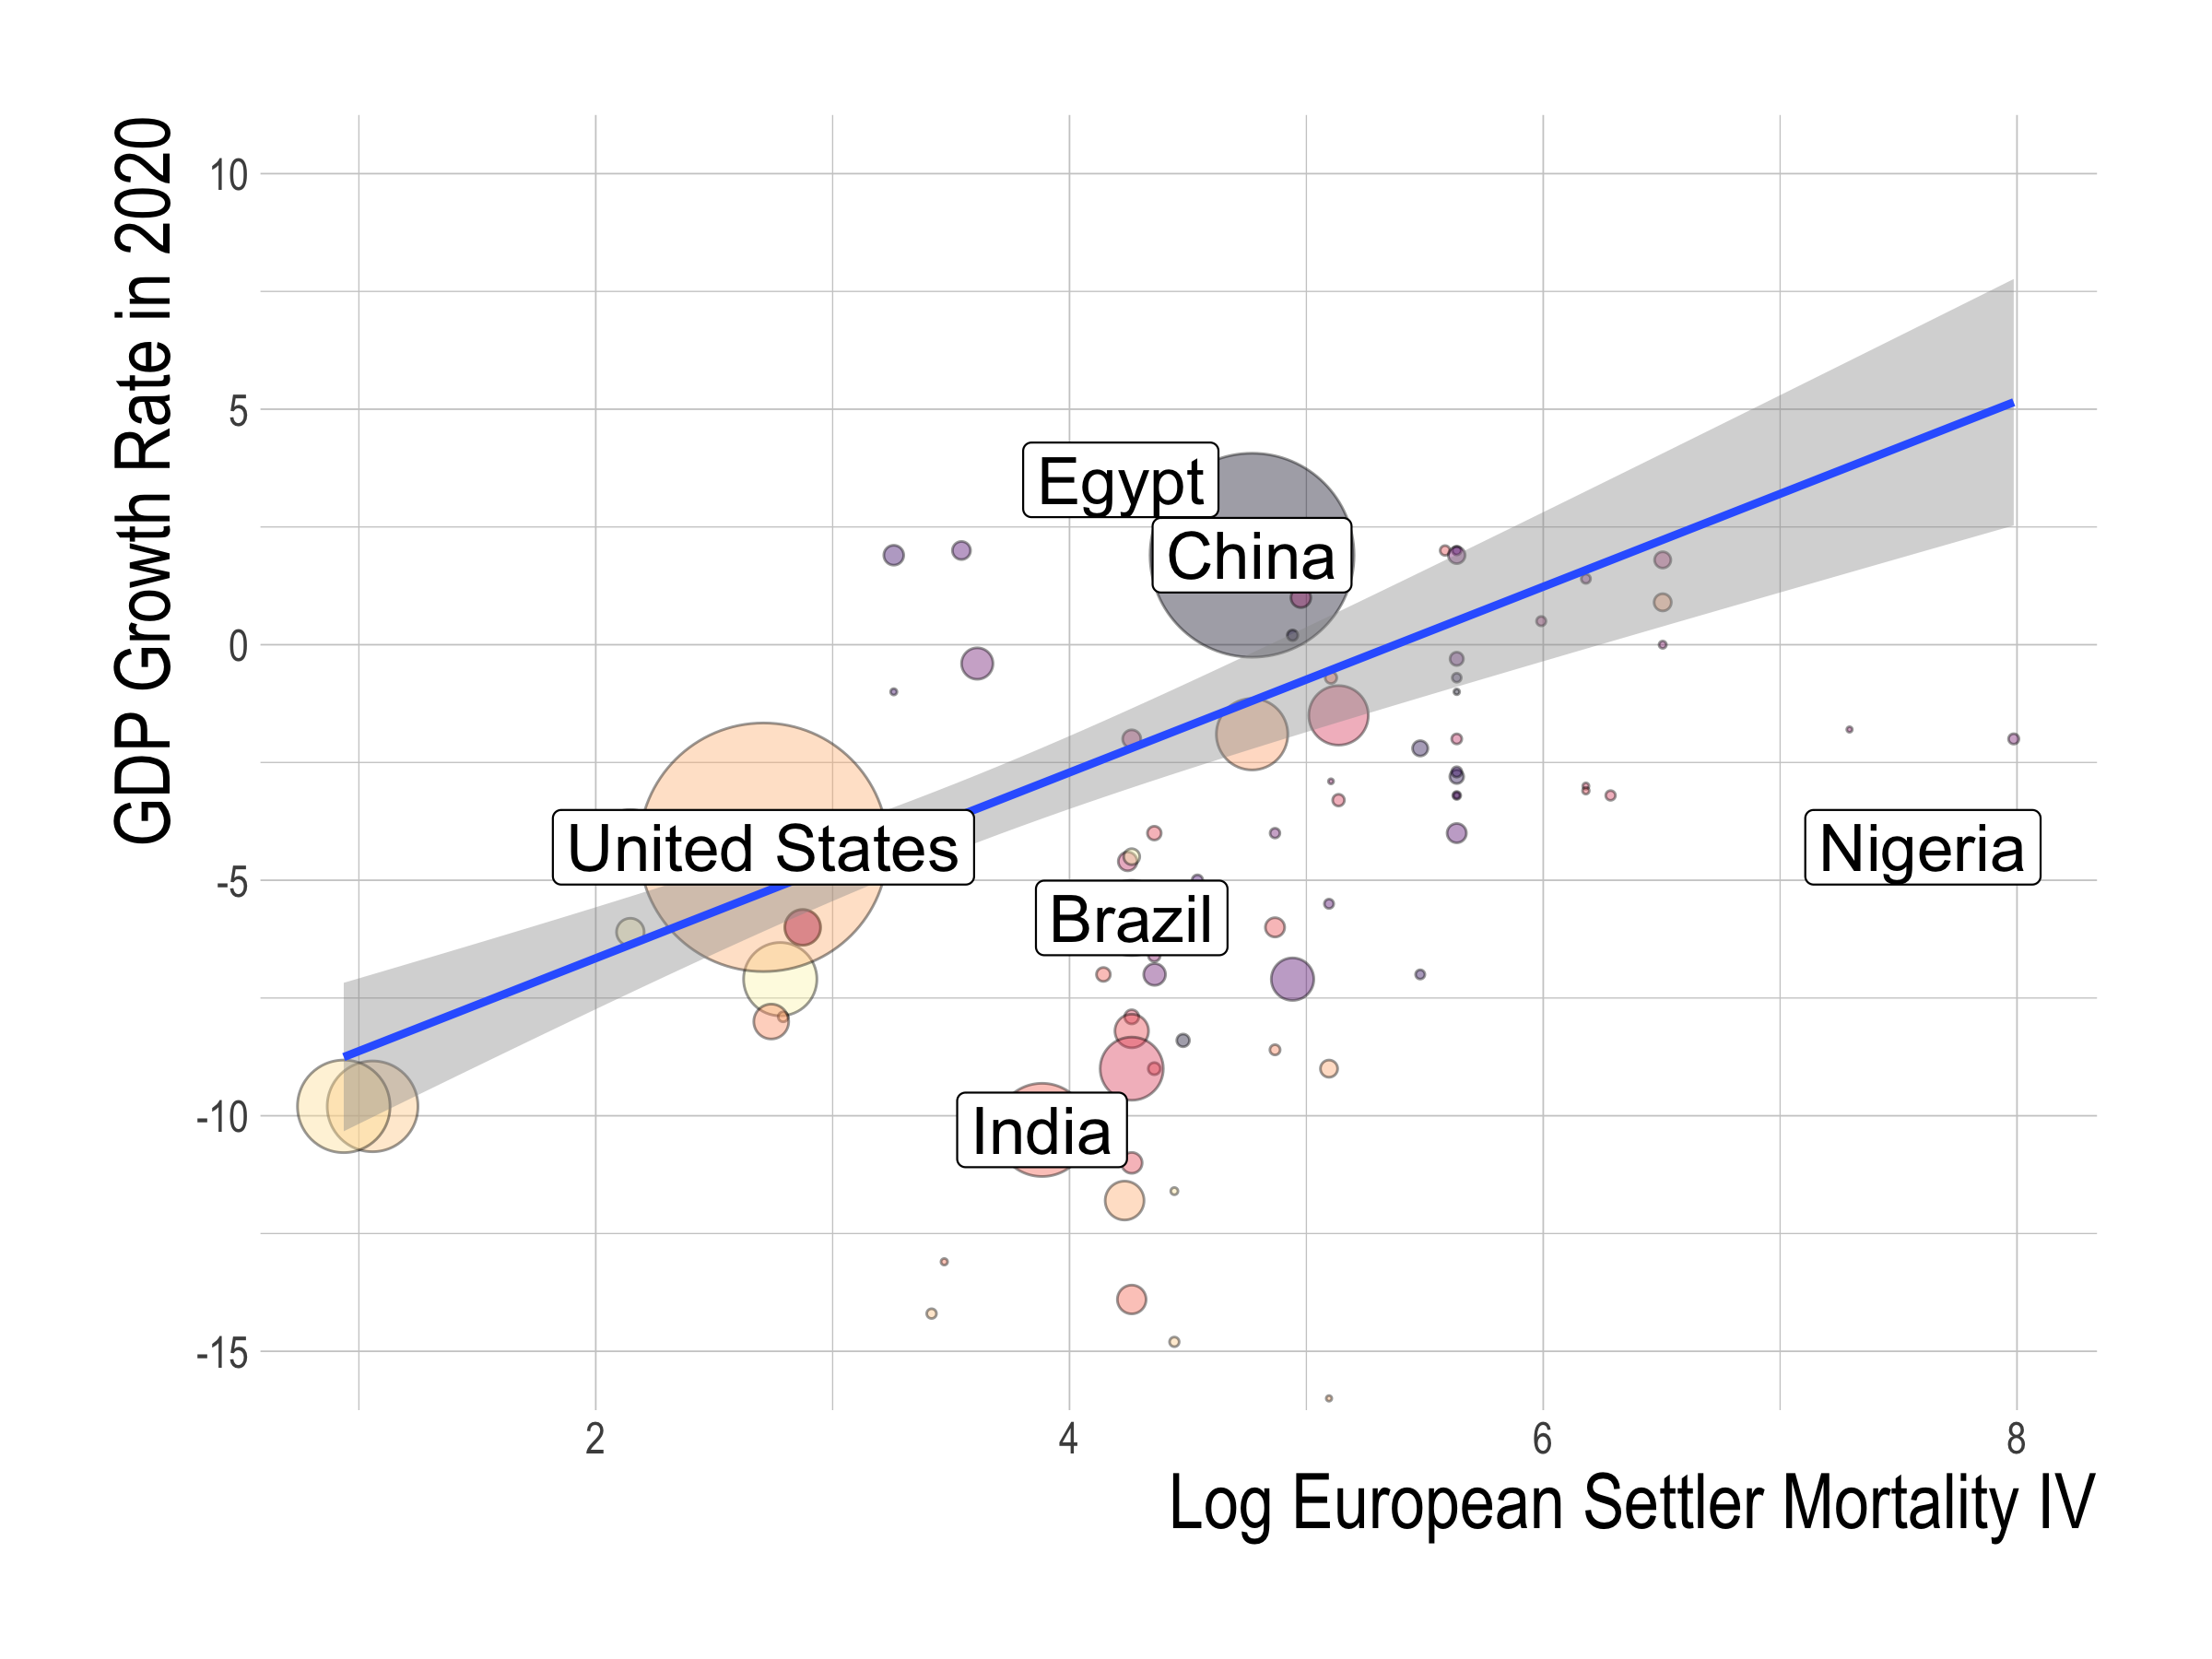 GDP Growth Rate in 2020
10
5
0
-5
-10
-15
Egypt
China
United States
Nigeria
Brazil
India
2
4
6
8
Log European Settler Mortality IV